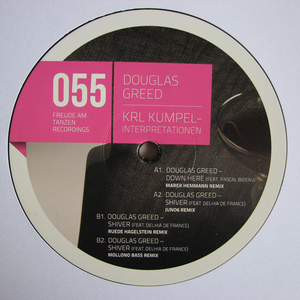 055
FREUDE AM
TANZEN
RECORDINGS
DOUGLAS
GREED
KRL KUMPEL-
INTERPRETATIONEN
A1. DOUGLAS GREED –
DOWN HERE (FEAT. PASCAL BIDEAU)
MAREK HEMMANN REMIX
A2. DOUGLAS GREED –
SHIVER (FEAT. DELHIA DE FRANCE)
JUNO6 REMIX
B1. DOUGLAS GREED –
SHIVER (FEAT. DELHIA DE FRANCE)
RUEDE HAGELSTEIN REMIX
B2. DOUGLAS GREED –
SHIVER (FEAT. DELHIA DE FRANCE)
MOLLONO BASS REMIX